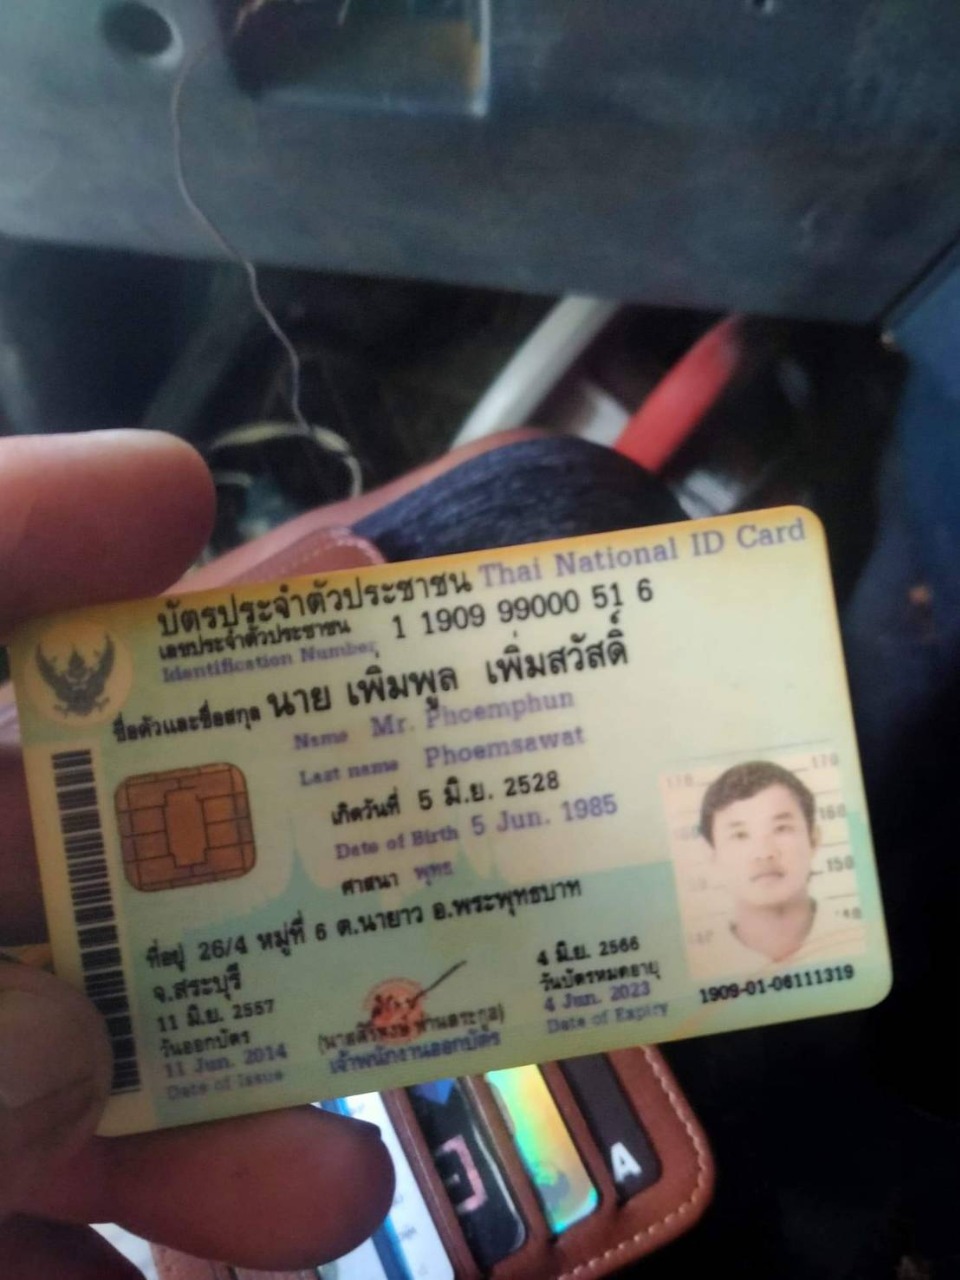 บัตรประจำตัวประชาชน Thai National ID Card
เลขประจำตัวประชาชน 1 1909 99000 51 6
Identification Number
ชื่อตัวและชื่อสกุล นาย เพิ่มพูล เพิ่มสวัสดิ์
Name Mr. Phoemphun
Last name Phoemsawat
เกิดวันที่ 5 มิ.ย. 2528
Date of Birth 5 Jun. 1985
ศาสนา พุทธ
ที่อยู่ 26/4 หมู่ที่ 6 ต.นายาว อ.พระพุทธบาท
จ.สระบุรี
11 มิ.ย. 2557
วันออกบัตร
11 Jun. 2014
Date of Issue
เจ้าพนักงานออกบัตร
4 มิ.ย. 2566
วันบัตรหมดอายุ
4 Jun. 2023
Date of Expiry
170 170
160
150
1909-01-06111319
A